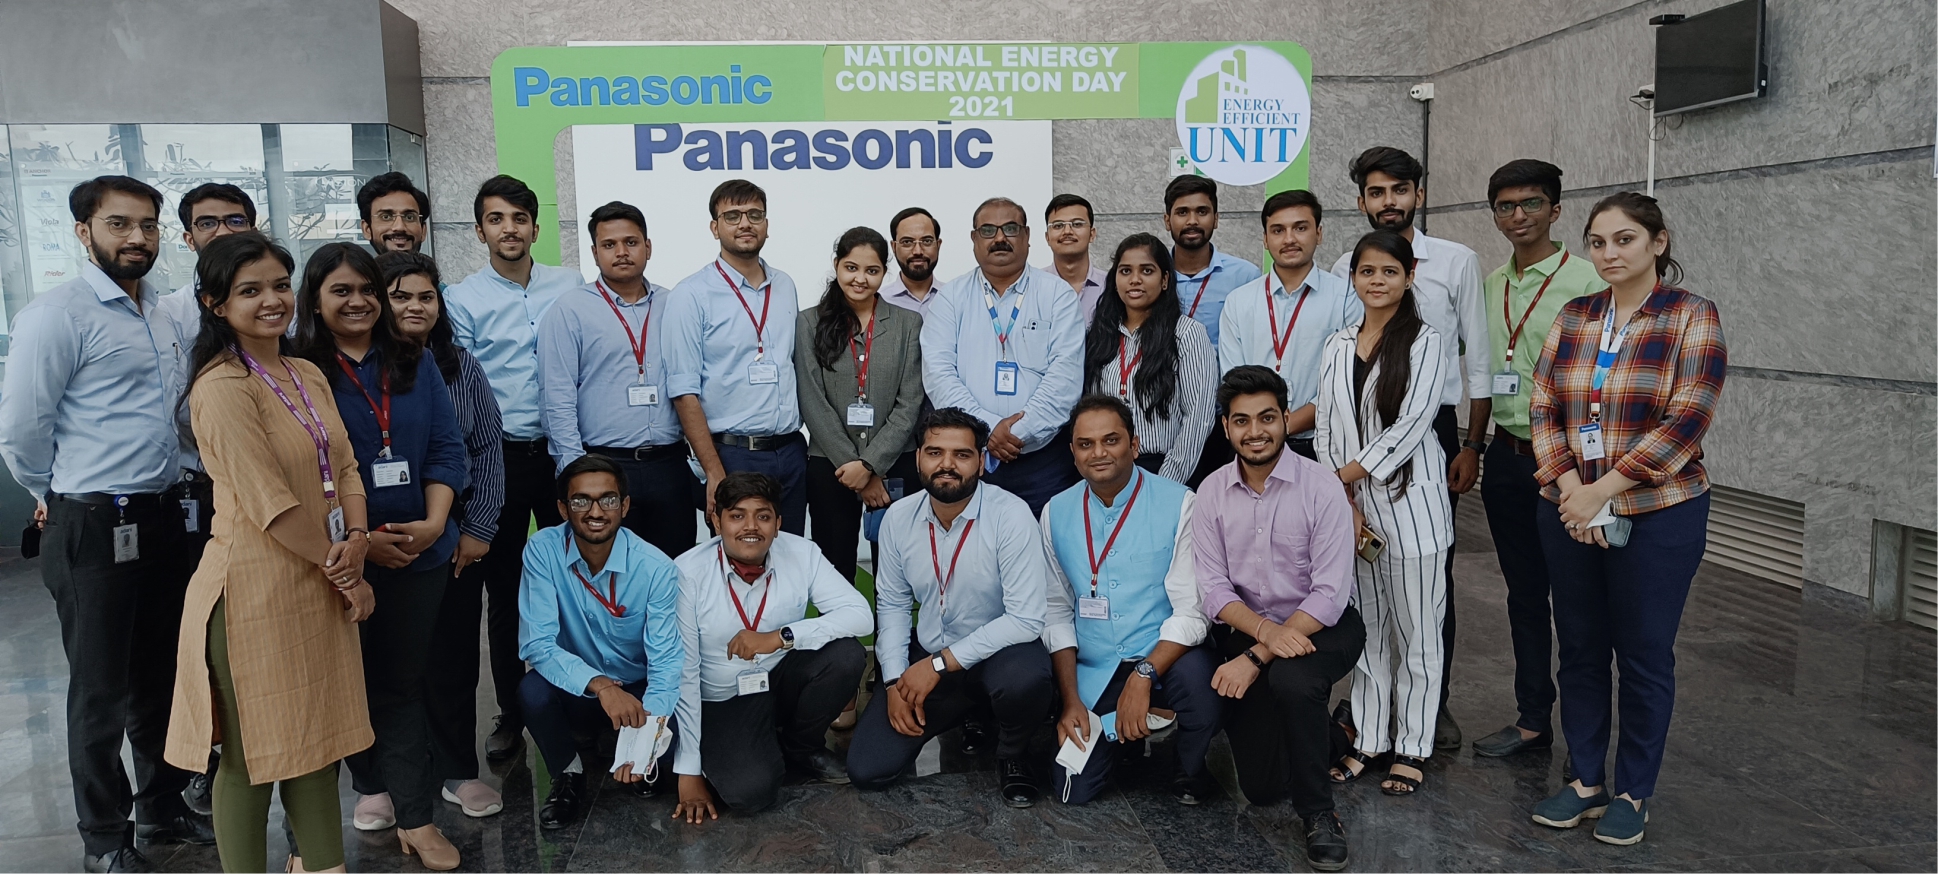 Panasonic
NATIONAL ENERGY
CONSERVATION DAY
2021
ENERGY
EFFICIENT
UNIT
Panasonic